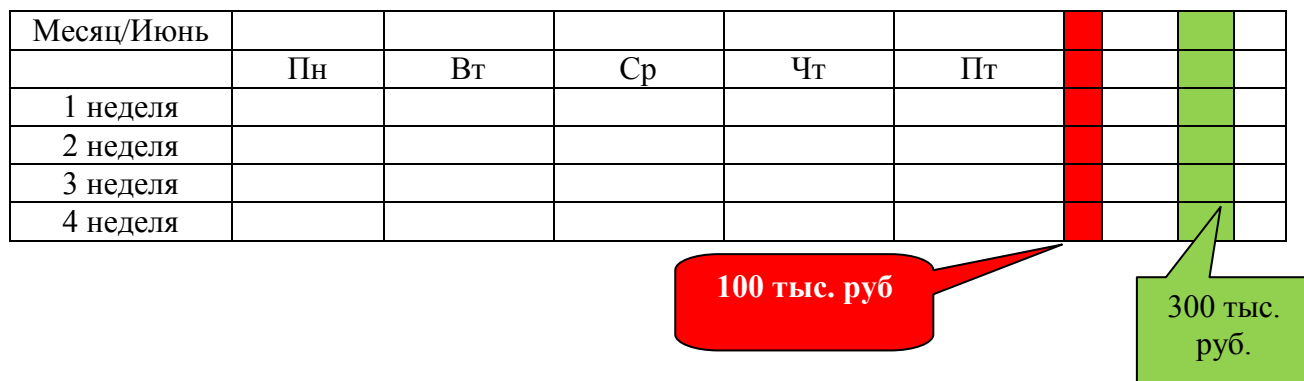 Месяц/Июнь
Пн Вт Ср Чт Пт
1 неделя
2 неделя
3 неделя
4 неделя
100 тыс. руб
300 тыс.
руб.